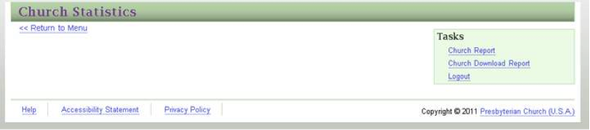 Church Statistics
<< Return to Menu
Tasks
Church Report
Church Download Report
Logout
Help Accessibility Statement Privacy Policy Copyright © 2011 Presbyterian Church (U.S.A.)